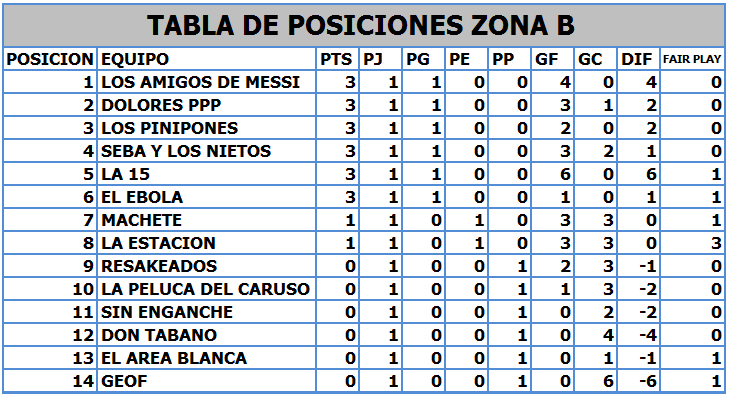 TABLA DE POSICIONES ZONA B
POSICION EQUIPO PTS PJ PG PE PP GF GC DIF FAIR PLAY
1 LOS AMIGOS DE MESSI 3 1 1 0 0 4 0 4 0
2 DOLORES PPP 3 1 1 0 0 3 1 2 0
3 LOS PINIPONES 3 1 1 0 0 2 0 2 0
4 SEBA Y LOS NIETOS 3 1 1 0 0 3 2 1 0
5 LA 15 3 1 1 0 0 6 0 6 1
6 EL EBOLA 3 1 1 0 0 1 0 1 1
7 MACHETE 1 1 0 1 0 3 3 0 1
8 LA ESTACION 1 1 0 1 0 3 3 0 3
9 RESAKEADOS 0 1 0 0 1 2 3 -1 0
10 LA PELUCA DEL CARUSO 0 1 0 0 1 1 3 -2 0
11 SIN ENGANCHE 0 1 0 0 1 0 2 -2 0
12 DON TABANO 0 1 0 0 1 0 4 -4 0
13 EL AREA BLANCA 0 1 0 0 1 0 1 -1 1
14 GEOF 0 1 0 0 1 0 6 -6 1